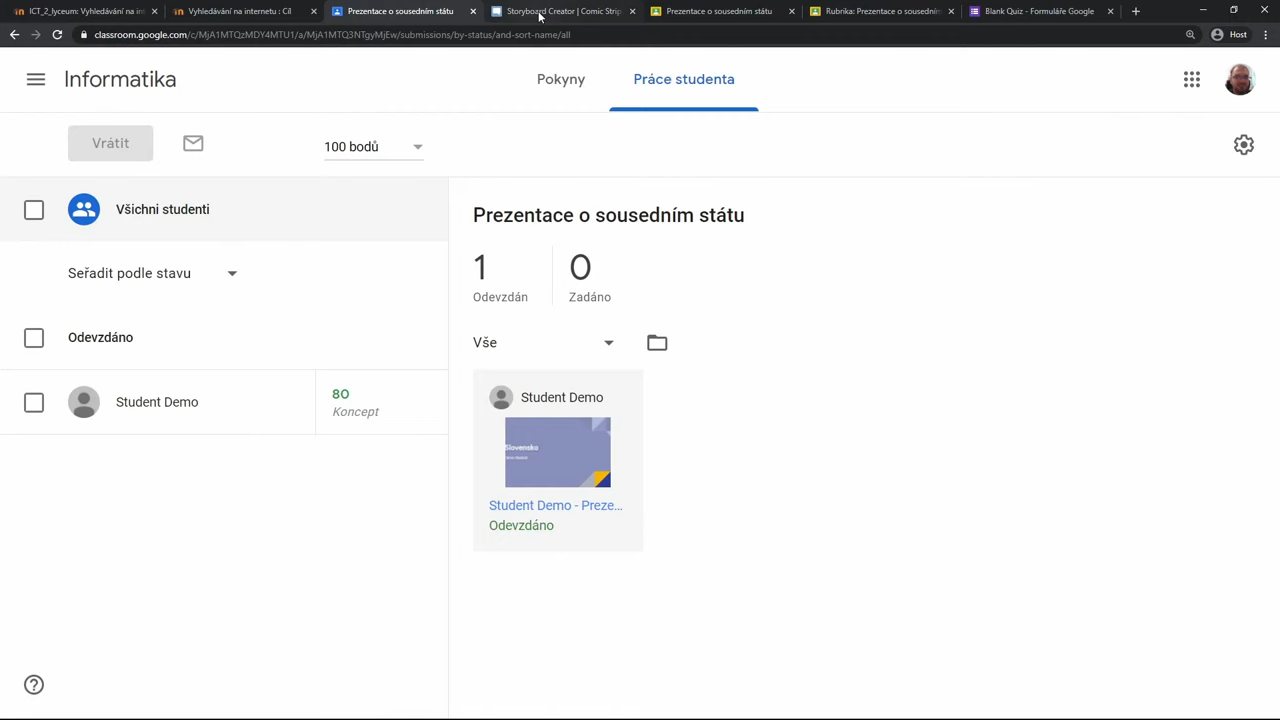 ICT_2_lyceum: Vyhledávání na in
Vyhledávání na internetu : Cíl
Prezentace o sousedním státu
Storyboard Creator | Comic Strip
Prezentace o sousedním státu
Rubrika: Prezentace o sousední
Blank Quiz - Formuláře Google
classroom.google.com/c/MjA1MTQzMDY4MTU1/a/MjA1MTQ3NTgyMjEw/submissions/by-status/and-sort-name/all
Host
Informatika
Pokyny
Práce studenta
Vrátit
100 bodů
Všichni studenti
Seřadit podle stavu
Odevzdáno
Student Demo
80
Koncept
Prezentace o sousedním státu
1
0
Odevzdán
Zadáno
Vše
Student Demo
Slovensko
Student Demo - Preze...
Odevzdáno